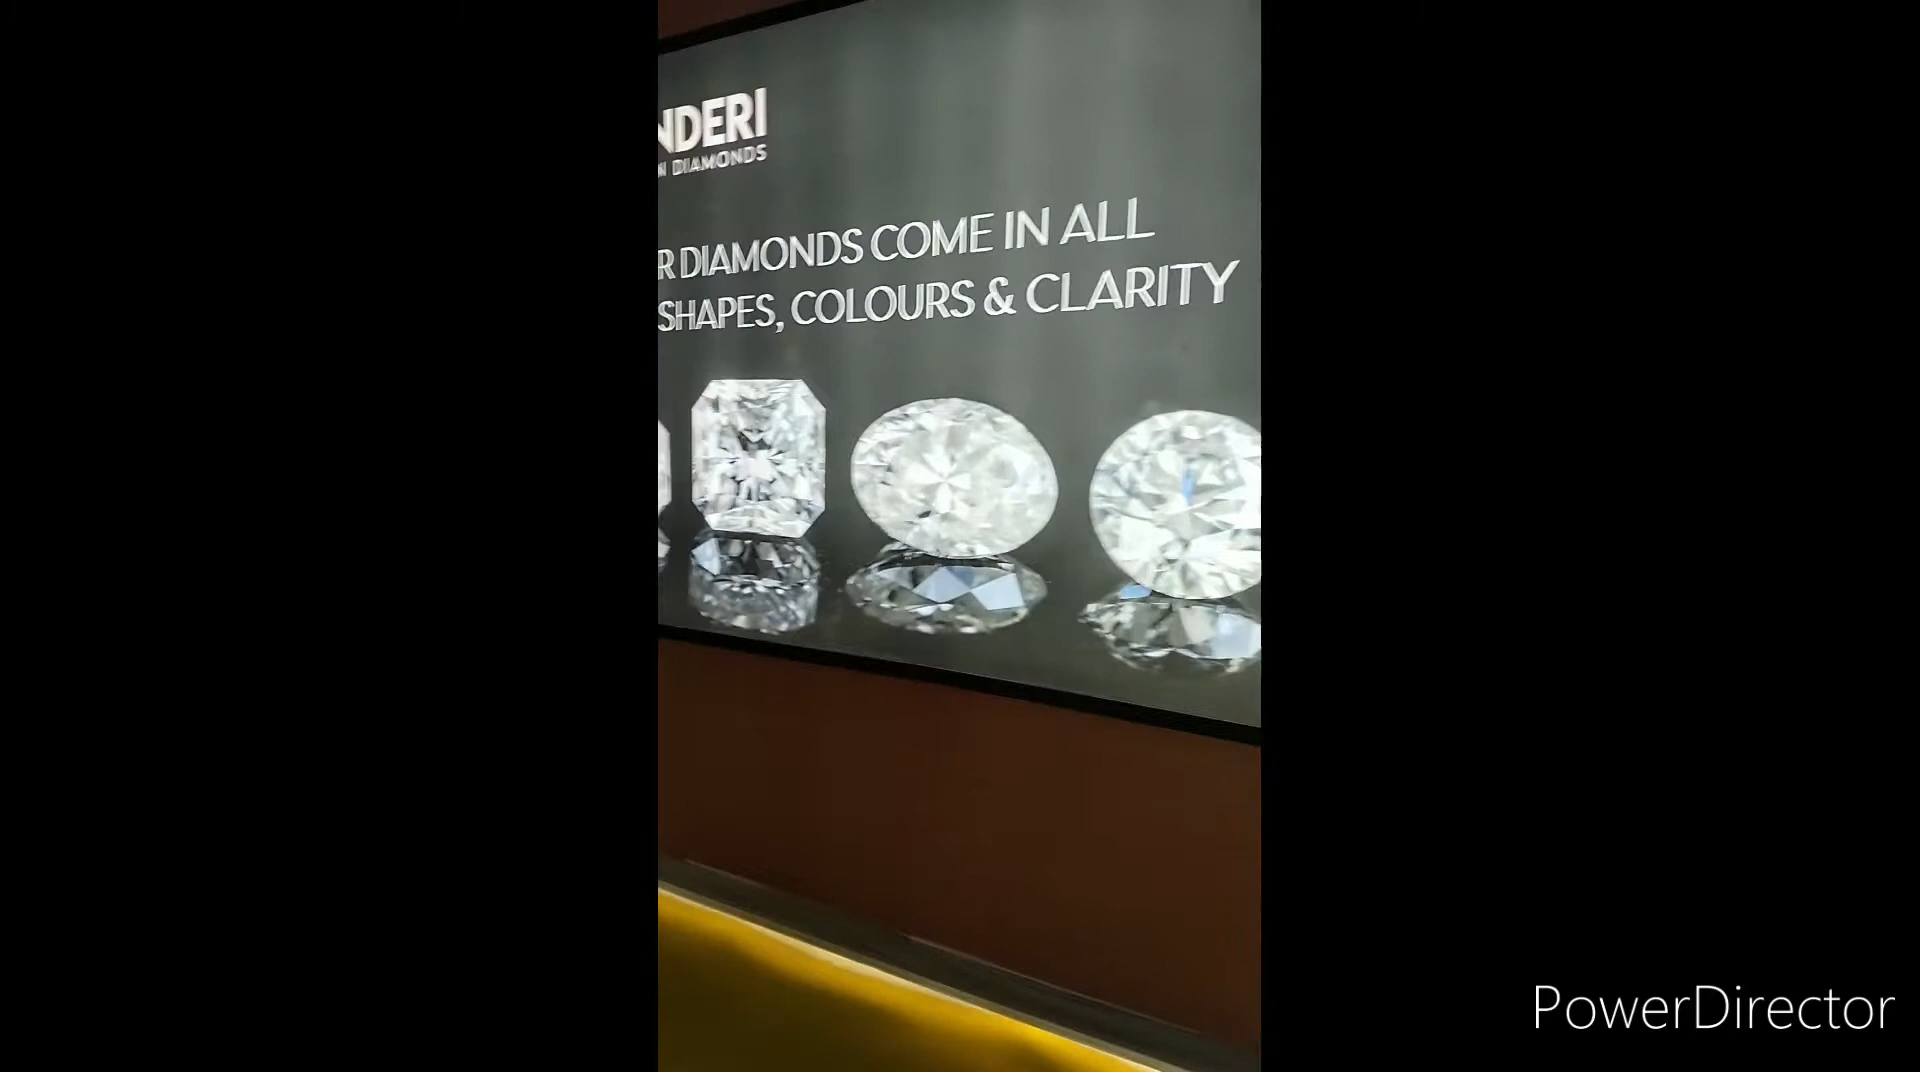 NDERI
N DIAMONDS
R DIAMONDS COME IN ALL
SHAPES, COLOURS & CLARITY
PowerDirector